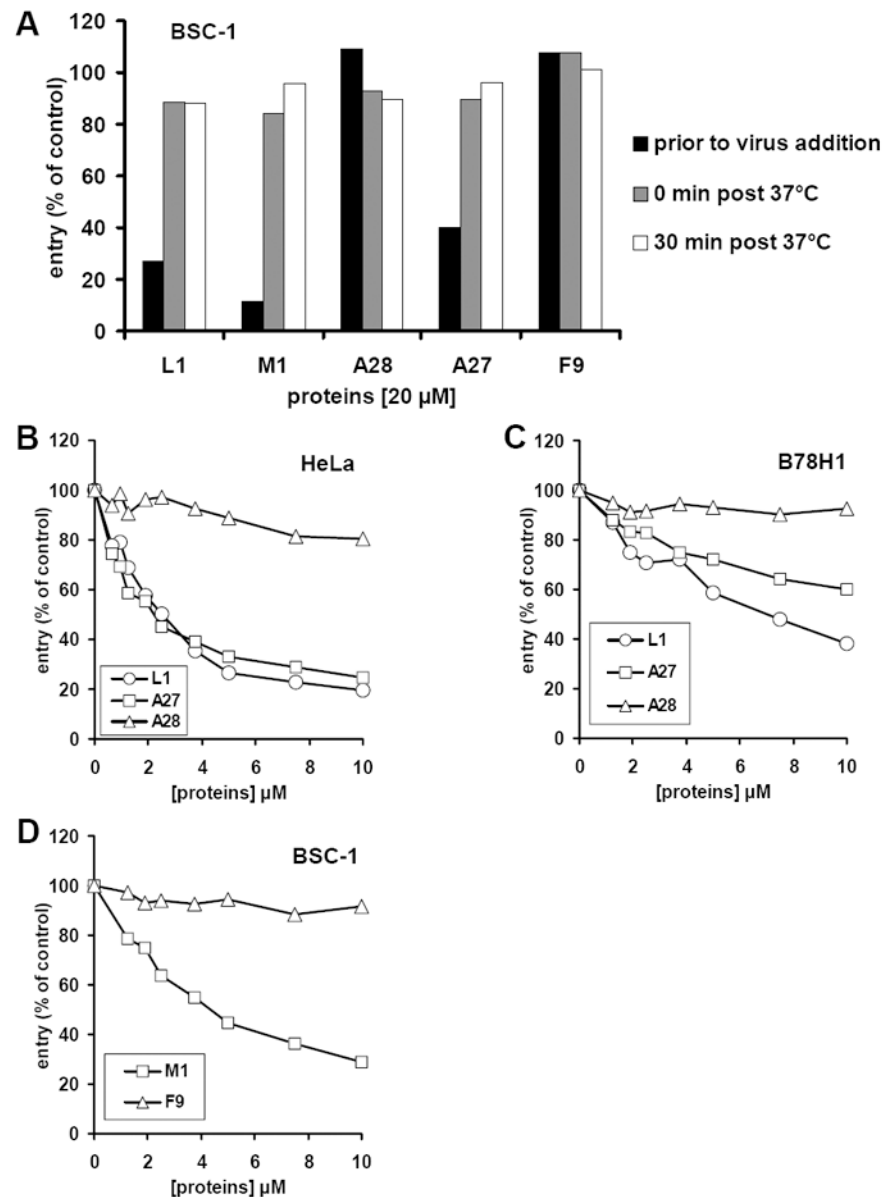 A
BSC-1
120
100
80
60
40
20
0
entry (% of control)
L1 M1 A28 A27 F9
proteins [20 µM]
prior to virus addition
0 min post 37°C
30 min post 37°C
B
HeLa
120
100
80
60
40
20
0
entry (% of control)
L1
A27
A28
0 2 4 6 8 10
[proteins] µM
C
B78H1
120
100
80
60
40
20
0
entry (% of control)
L1
A27
A28
0 2 4 6 8 10
[proteins] µM
D
BSC-1
120
100
80
60
40
20
0
entry (% of control)
M1
F9
0 2 4 6 8 10
[proteins] µM